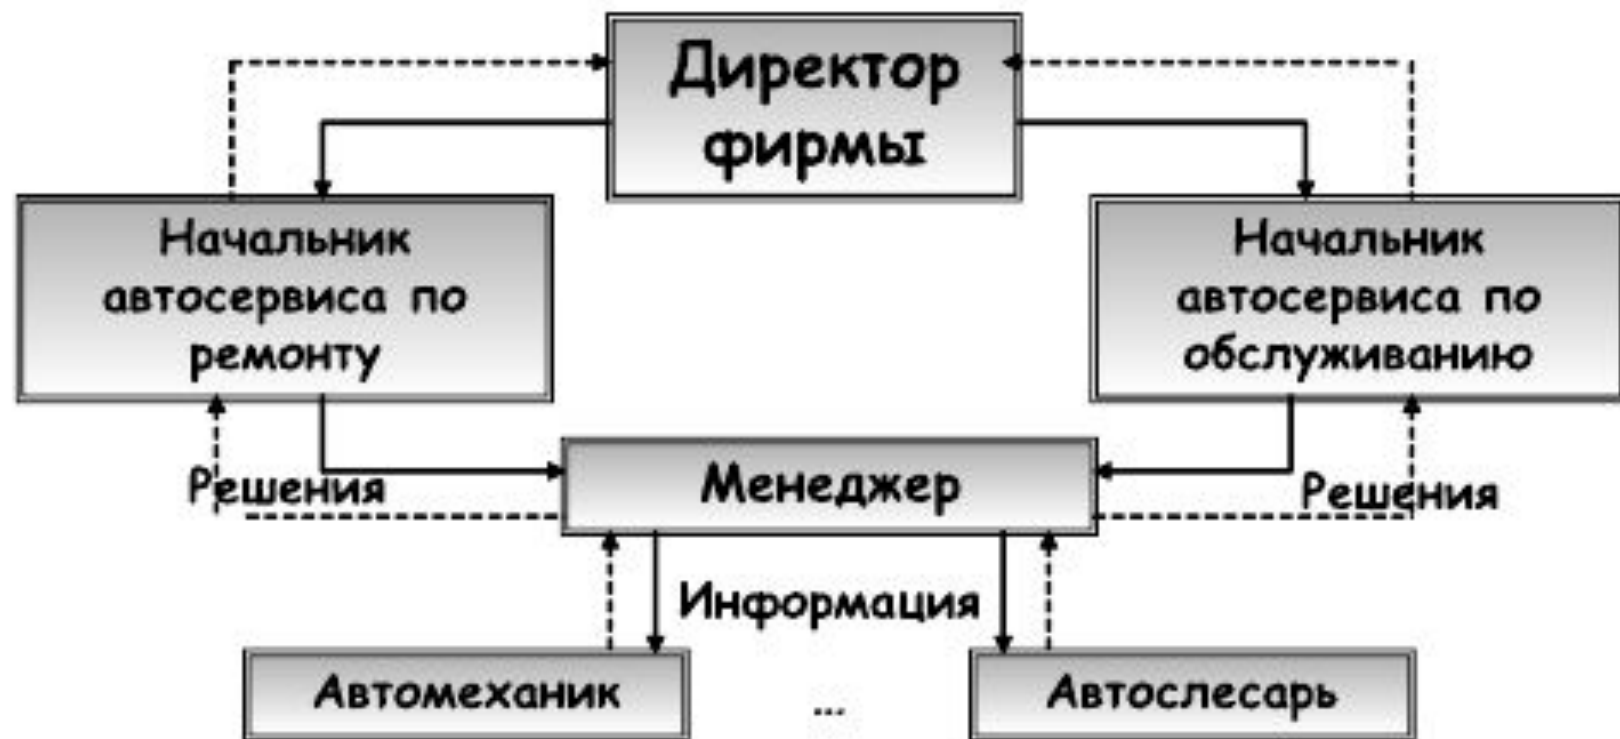 Директор
фирмы
Начальник
автосервиса по
ремонту
Начальник
автосервиса по
обслуживанию
Решения
Менеджер
Решения
Информация
Автомеханик
...
Автослесарь